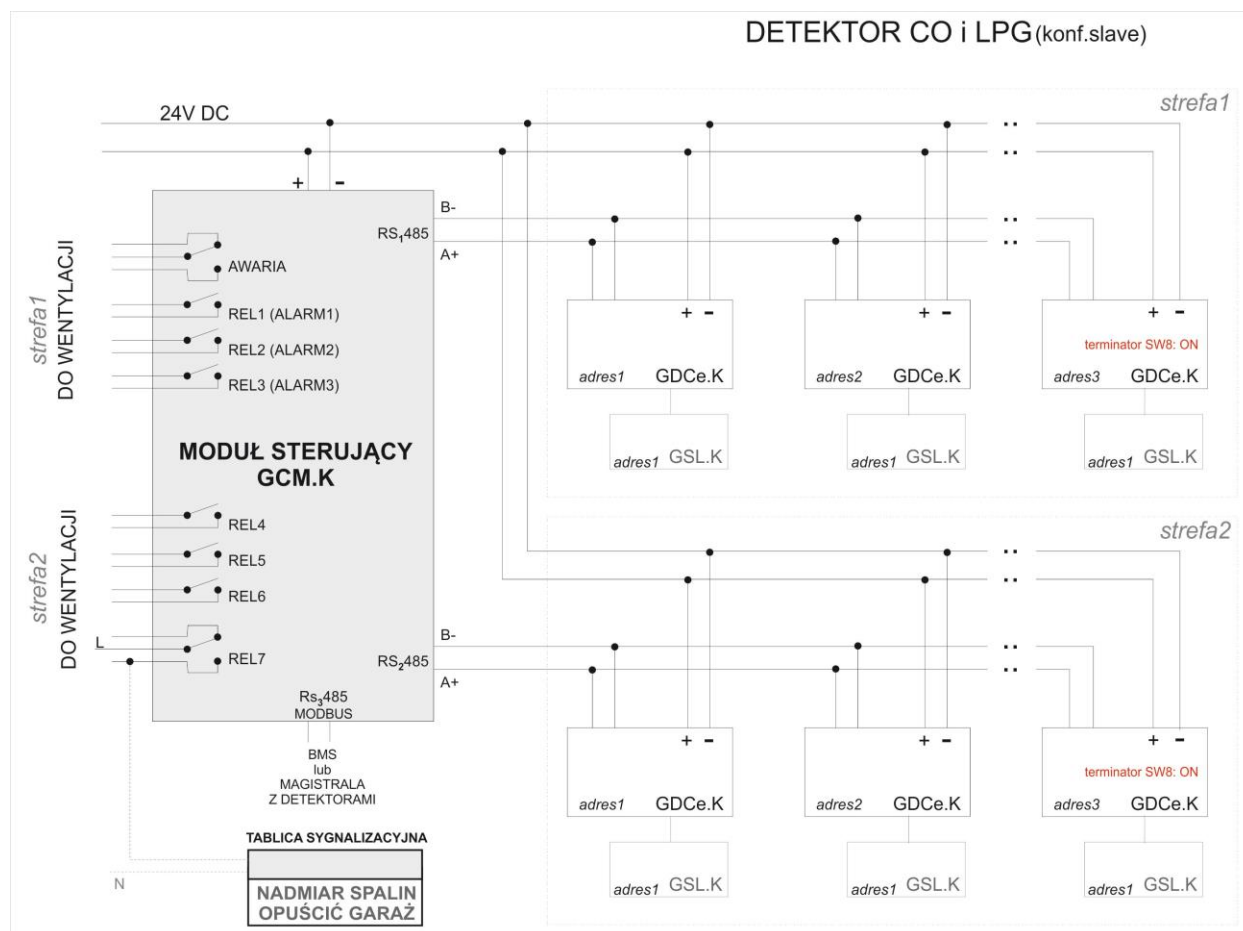 DETEKTOR CO i LPG (konf.slave)
strefa1
24V DC
+ -
B-
RS1485
A+
AWARIA
REL1 (ALARM1)
REL2 (ALARM2)
REL3 (ALARM3)
strefa1
DO WENTYLACJI
MODUŁ STERUJĄCY
GCM.K
+ -
adres1 GDCe.K
adres1 GSL.K
+ -
adres2 GDCe.K
adres1 GSL.K
+ -
terminator SW8: ON
adres3 GDCe.K
adres1 GSL.K
strefa2
REL4
REL5
REL6
REL7
strefa2
DO WENTYLACJI
L
B-
RS2485
A+
Rs3485
MODBUS
BMS
lub
MAGISTRALA
Z DETEKTORAMI
+ -
adres1 GDCe.K
adres1 GSL.K
+ -
adres2 GDCe.K
adres1 GSL.K
+ -
terminator SW8: ON
adres3 GDCe.K
adres1 GSL.K
TABLICA SYGNALIZACYJNA
N
NADMIAR SPALIN
OPUŚCIĆ GARAŻ